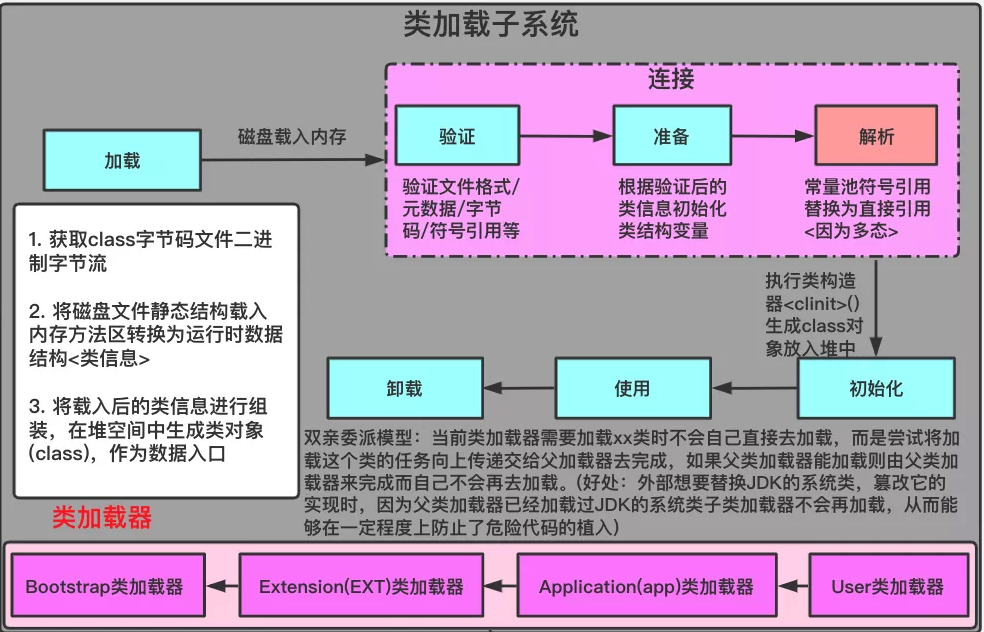 类加载子系统
连接
加载
磁盘载入内存
验证
准备
解析
验证文件格式/
元数据/字节
码/符号引用等
根据验证后的
类信息初始化
类结构变量
常量池符号引用
替换为直接引用
<因为多态>
1. 获取class字节码文件二进
制字节流
2. 将磁盘文件静态结构载入
内存方法区转换为运行时数据
结构<类信息>
3. 将载入后的类信息进行组
装，在堆空间中生成类对象
(class)，作为数据入口
执行类构造
器<clinit>()
生成class对
象放入堆中
卸载
使用
初始化
双亲委派模型：当前类加载器需要加载xx类时不会自己直接去加载，而是尝试将加
载这个类的任务向上传递交给父加载器去完成，如果父类加载器能加载则由父类加
载器来完成而自己不会再去加载。(好处：外部想要替换JDK的系统类，篡改它的
实现时，因为父类加载器已经加载过JDK的系统类子类加载器不会再加载，从而能
够在一定程度上防止了危险代码的植入）
类加载器
Bootstrap类加载器
Extension(EXT)类加载器
Application(app)类加载器
User类加载器